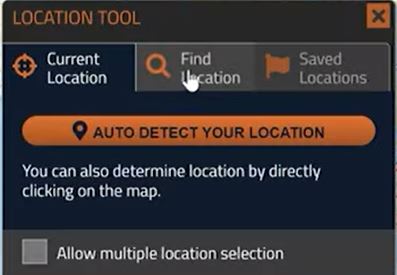 LOCATION TOOL
Current
Location
Find
Location
Saved
Locations
AUTO DETECT YOUR LOCATION
You can also determine location by directly
clicking on the map.
Allow multiple location selection